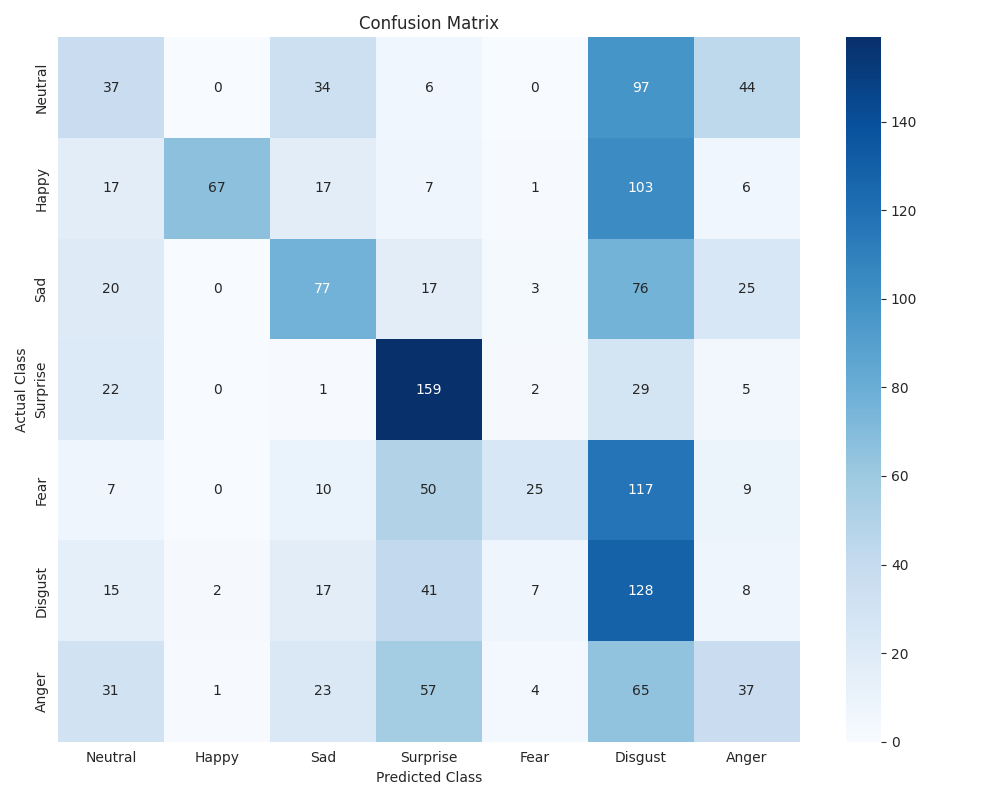 Confusion Matrix
Neutral 37 0 34 6 0 97 44
Happy 17 67 17 7 1 103 6
Sad 20 0 77 17 3 76 25
Surprise 22 0 1 159 2 29 5
Fear 7 0 10 50 25 117 9
Disgust 15 2 17 41 7 128 8
Anger 31 1 23 57 4 65 37
Actual Class
Neutral Happy Sad Surprise Fear Disgust Anger
Predicted Class
140
120
100
80
60
40
20
0